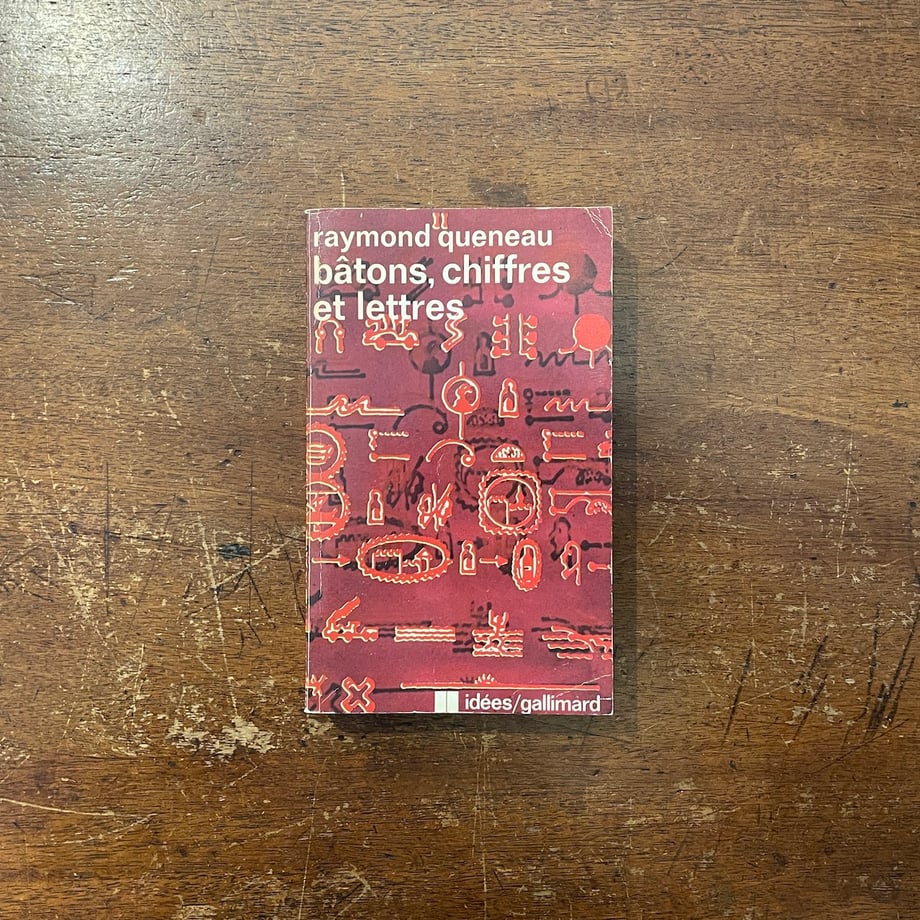 raymond queneau
bâtons, chiffres
et lettres
idées/gallimard